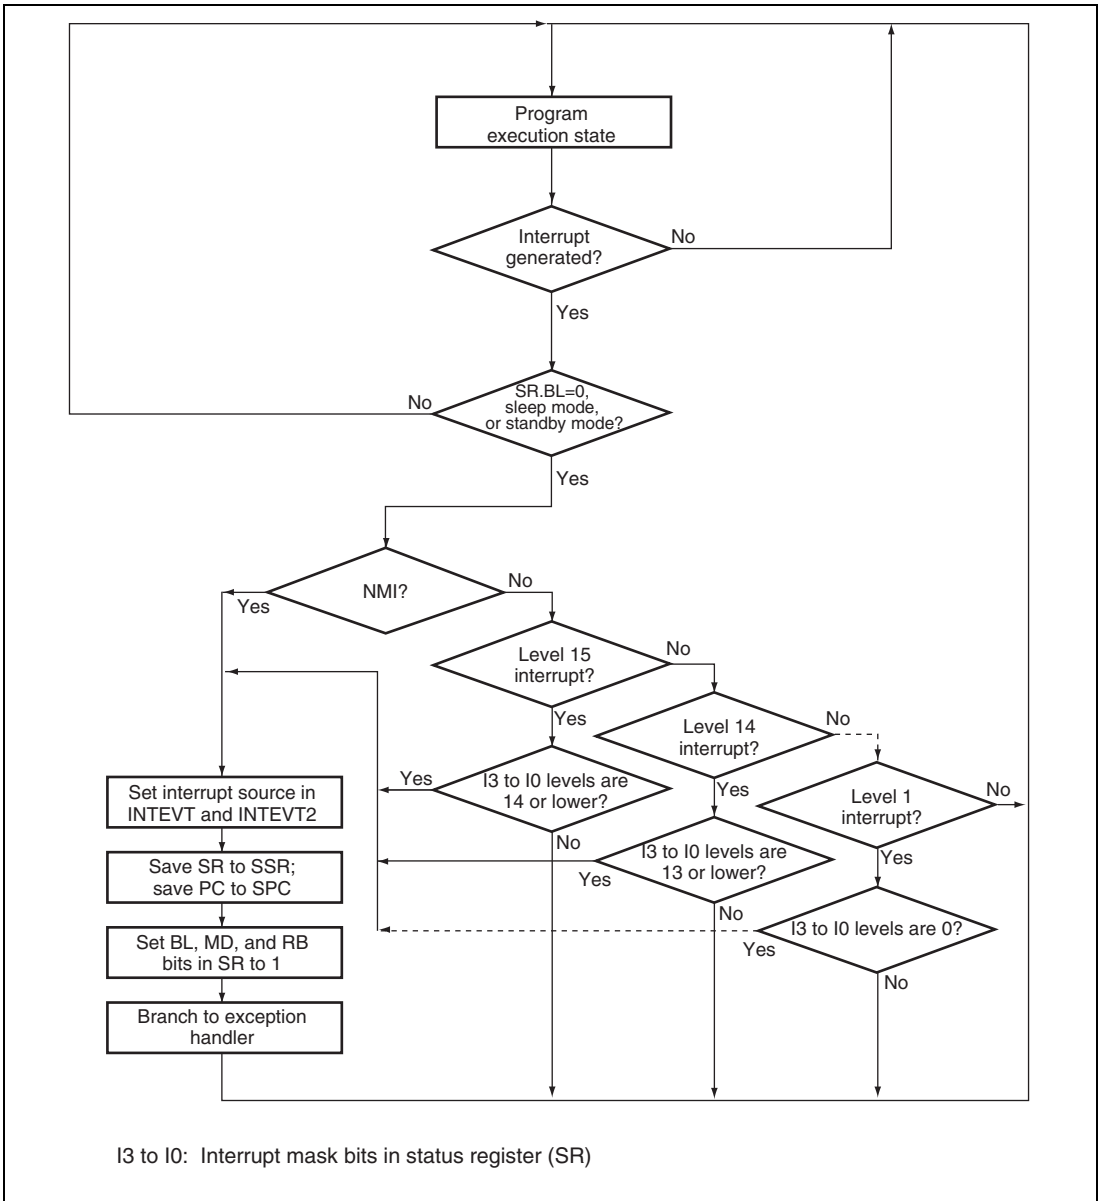 Program
execution state
Interrupt
generated?
No
Yes
SR.BL=0,
sleep mode,
or standby mode?
No
Yes
NMI?
Yes
No
Level 15
interrupt?
No
Yes
Level 14
interrupt?
No
Yes
I3 to I0 levels are
14 or lower?
Yes
No
Level 1
interrupt?
No
Yes
I3 to I0 levels are
13 or lower?
Yes
No
I3 to I0 levels are 0?
Yes
No
Set interrupt source in
INTEVT and INTEVT2
Save SR to SSR;
save PC to SPC
Set BL, MD, and RB
bits in SR to 1
Branch to exception
handler
I3 to I0: Interrupt mask bits in status register (SR)